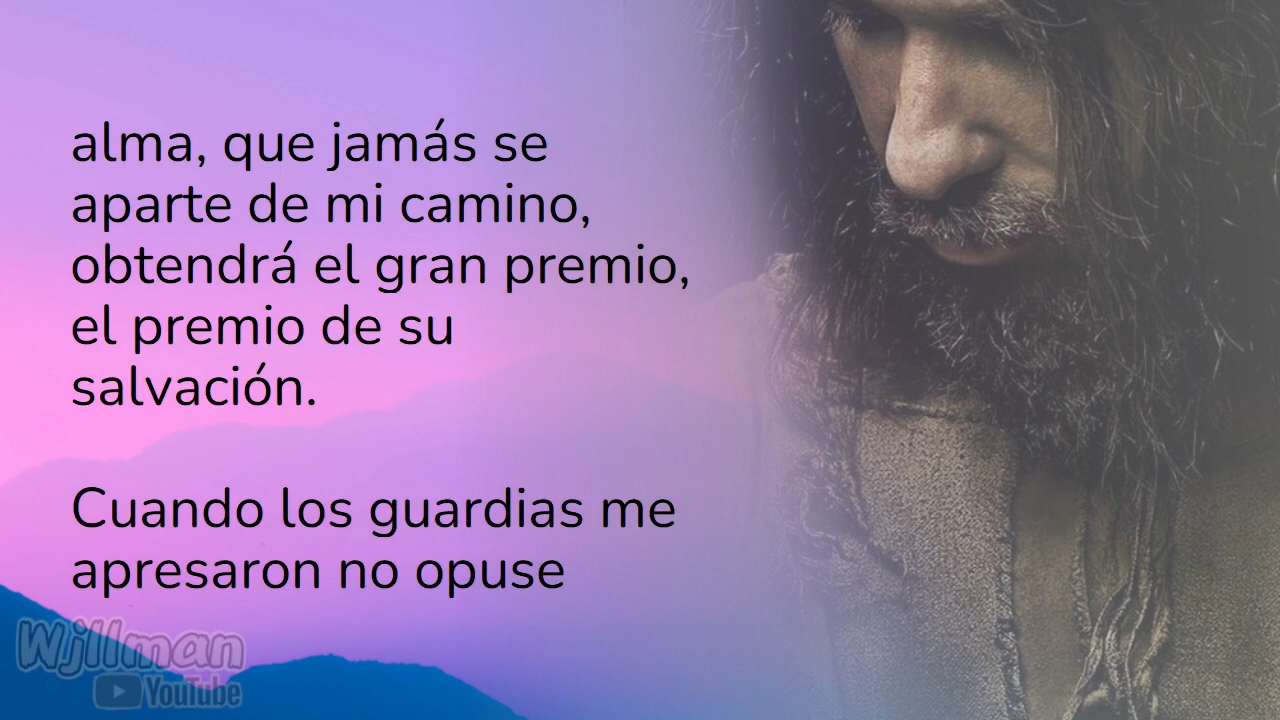 alma, que jamás se
aparte de mi camino,
obtendrá el gran premio,
el premio de su
salvación.
Cuando los guardias me
apresaron no opuse
Wjllman
YouTube